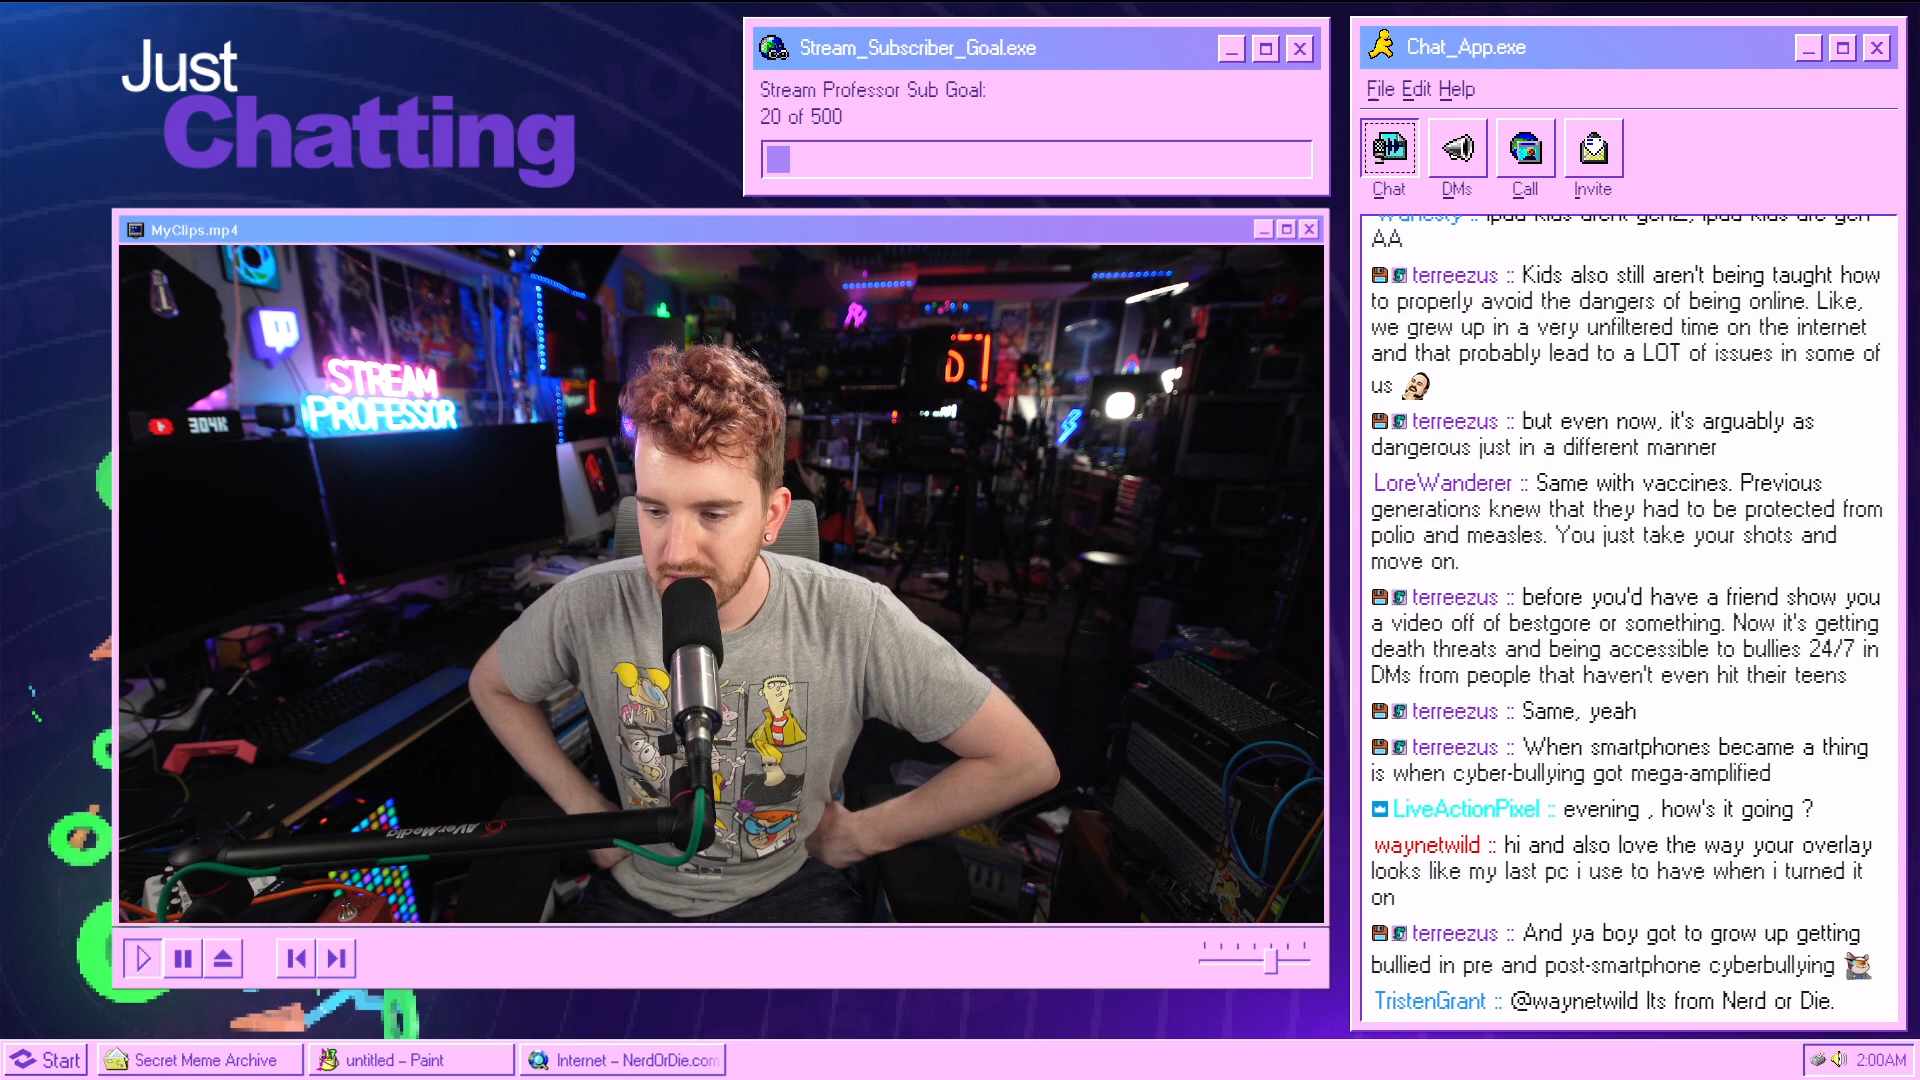 Just
Chatting
Stream_Subscriber_Goal.exe
Stream Professor Sub Goal:
20 of 500
MyClips.mp4
STREAM
PROFESSOR
304K
AVerMedia
Chat_App.exe
File Edit Help
Chat DMs Call Invite
AA
terreezus :: Kids also still aren't being taught how
to properly avoid the dangers of being online. Like,
we grew up in a very unfiltered time on the internet
and that probably lead to a LOT of issues in some of
us
terreezus :: but even now, it's arguably as
dangerous just in a different manner
LoreWanderer :: Same with vaccines. Previous
generations knew that they had to be protected from
polio and measles. You just take your shots and
move on.
terreezus :: before you'd have a friend show you
a video off of bestgore or something. Now it's getting
death threats and being accessible to bullies 24/7 in
DMs from people that haven't even hit their teens
terreezus :: Same, yeah
terreezus :: When smartphones became a thing
is when cyber-bullying got mega-amplified
LiveActionPixel :: evening , how's it going ?
waynetwild :: hi and also love the way your overlay
looks like my last pc i use to have when i turned it
on
terreezus :: And ya boy got to grow up getting
bullied in pre and post-smartphone cyberbullying
TristenGrant :: @waynetwild Its from Nerd or Die.
Start
Secret Meme Archive
untitled – Paint
Internet – NerdOrDie.com
2:00AM